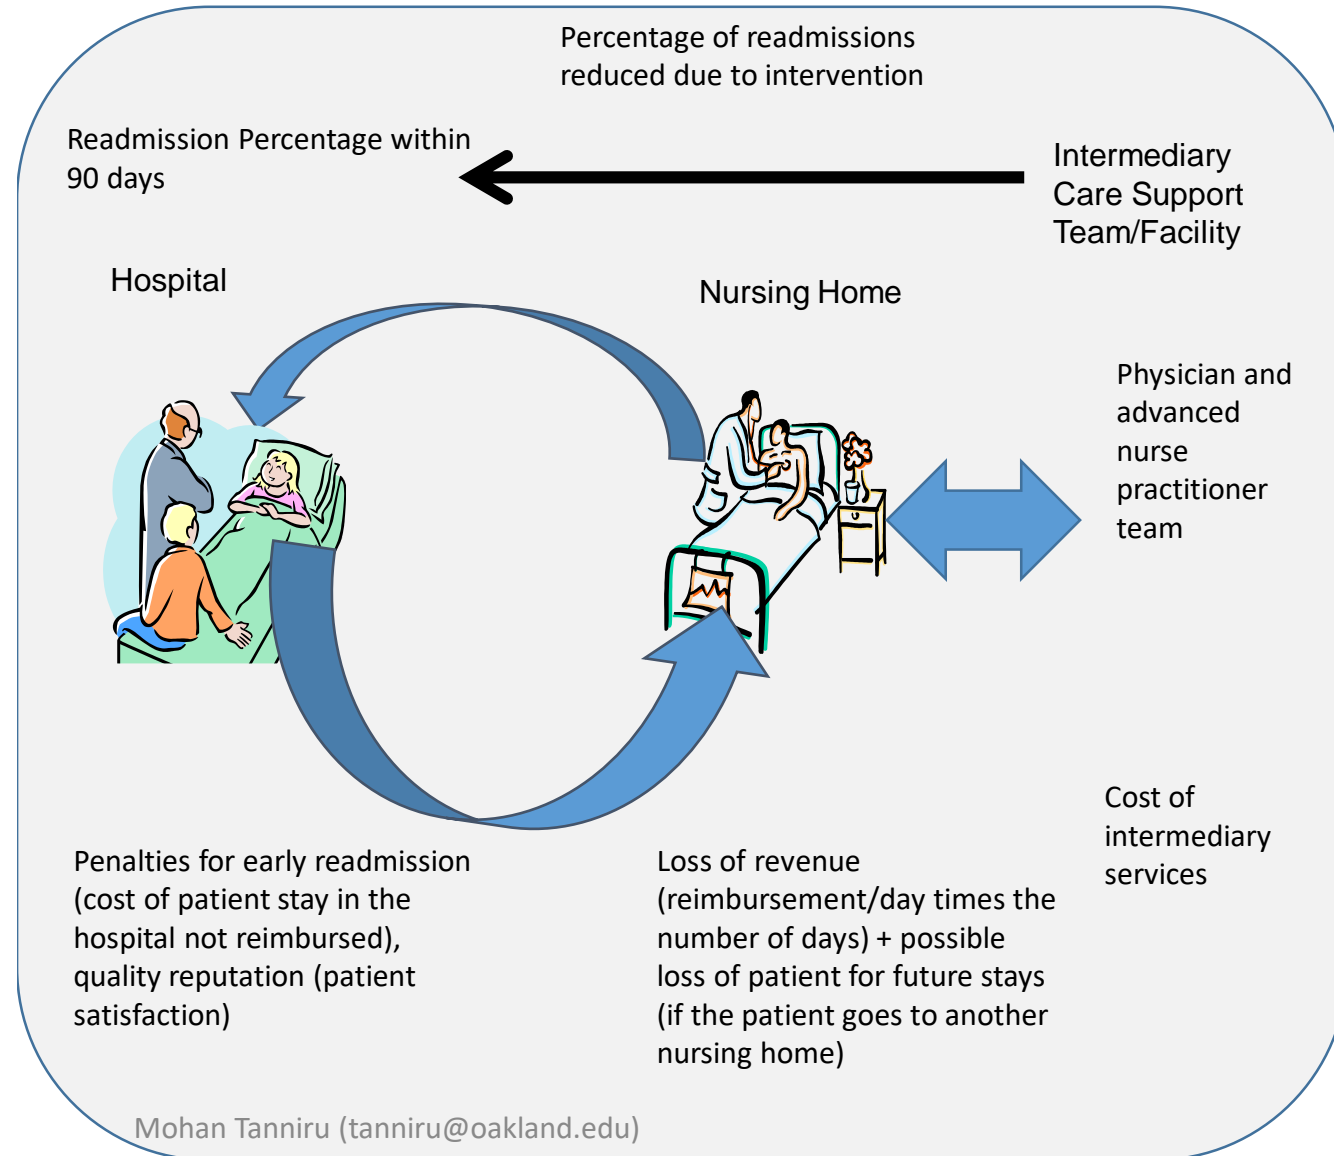 Percentage of readmissions
reduced due to intervention
Readmission Percentage within
90 days
Intermediary
Care Support
Team/Facility
Hospital
Nursing Home
Physician and
advanced
nurse
practitioner
team
Cost of
intermediary
services
Penalties for early readmission
(cost of patient stay in the
hospital not reimbursed),
quality reputation (patient
satisfaction)
Loss of revenue
(reimbursement/day times the
number of days) + possible
loss of patient for future stays
(if the patient goes to another
nursing home)
Mohan Tanniru (tanniru@oakland.edu)